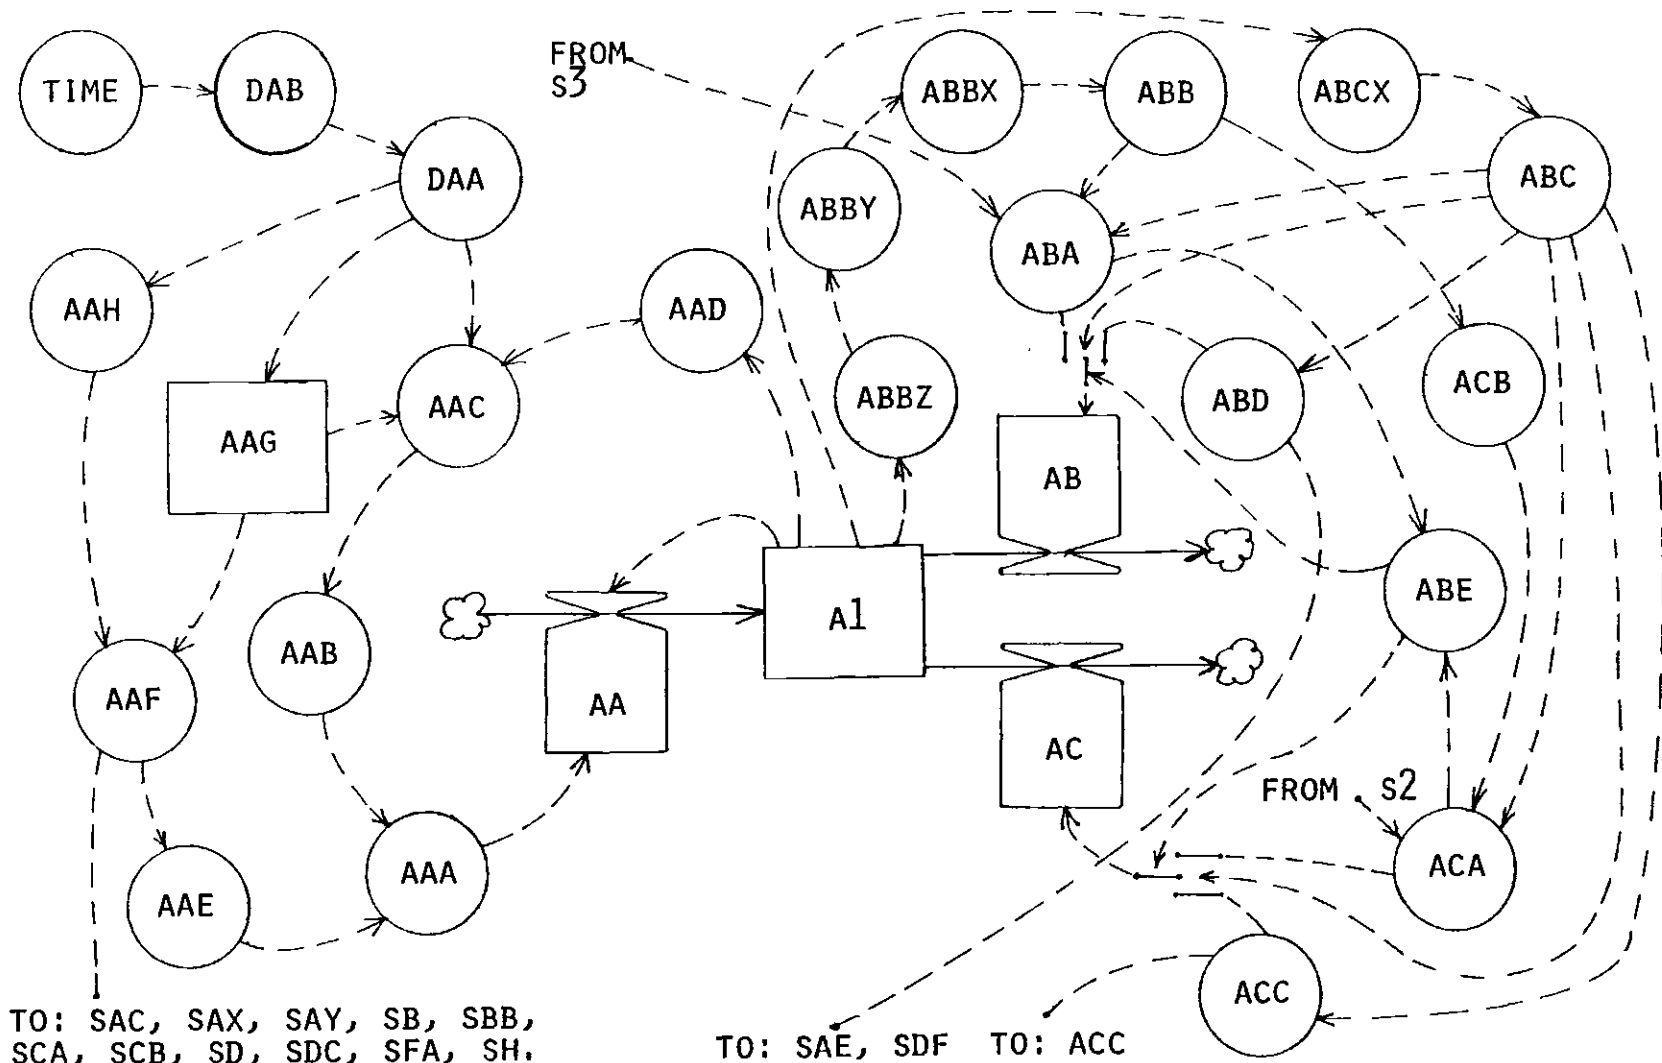 TIME
DAB
FROM
S3
ABBX
ABB
ABCX
DAA
ABC
ABBY
ABA
AAH
AAD
AAC
ABBZ
ABD
ACB
AAG
AB
ABE
A1
AAB
AAF
AA
AC
FROM S2
AAA
ACA
AAE
ACC
TO: SAC, SAX, SAY, SB, SBB,
SCA, SCB, SD, SDC, SFA, SH.
TO: SAE, SDF
TO: ACC